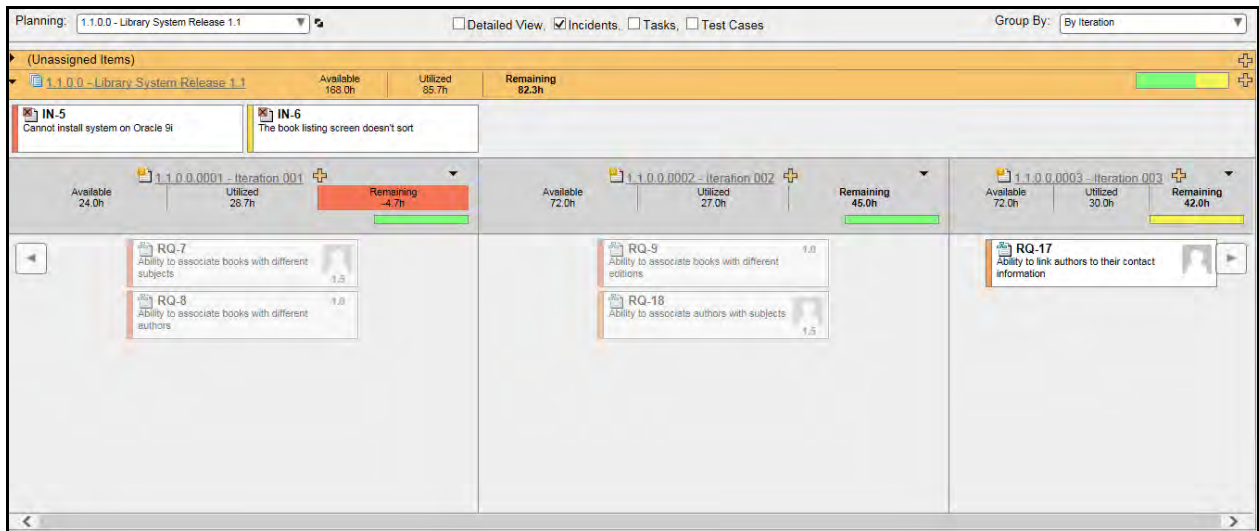 Planning: 1.1.0.0 - Library System Release 1.1 Detailed View, Incidents, Tasks, Test Cases Group By: By Iteration
(Unassigned Items)
1.1.0.0 - Library System Release 1.1 Available Utilized Remaining
168.0h 85.7h 82.3h
IN-5 IN-6
Cannot install system on Oracle 9i The book listing screen doesn't sort
1.1.0.0.0001 - Iteration 001 1.1.0.0.0002 - Iteration 002 1.1.0.0.0003 - Iteration 003
Available Utilized Remaining Available Utilized Remaining Available Utilized Remaining
24.0h 28.7h -4.7h 72.0h 27.0h 45.0h 72.0h 30.0h 42.0h
RQ-7
Ability to associate books with different
subjects
1.5
RQ-8 1.0
Ability to associate books with different
authors
RQ-9 1.0
Ability to associate books with different
editions
RQ-18
Ability to associate authors with subjects
1.5
RQ-17
Ability to link authors to their contact
information